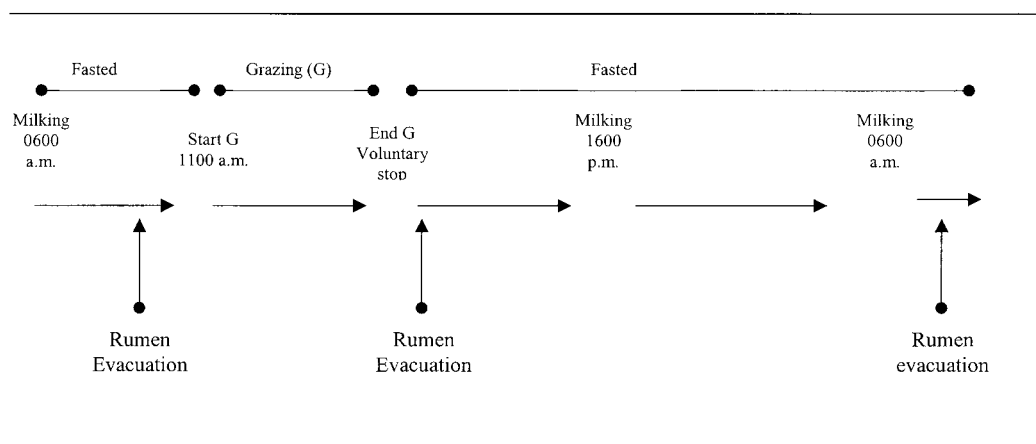 Fasted
Grazing (G)
Fasted
Milking
0600
a.m.
Start G
1100 a.m.
End G
Voluntary
stop
Milking
1600
p.m.
Milking
0600
a.m.
Rumen
Evacuation
Rumen
Evacuation
Rumen
evacuation